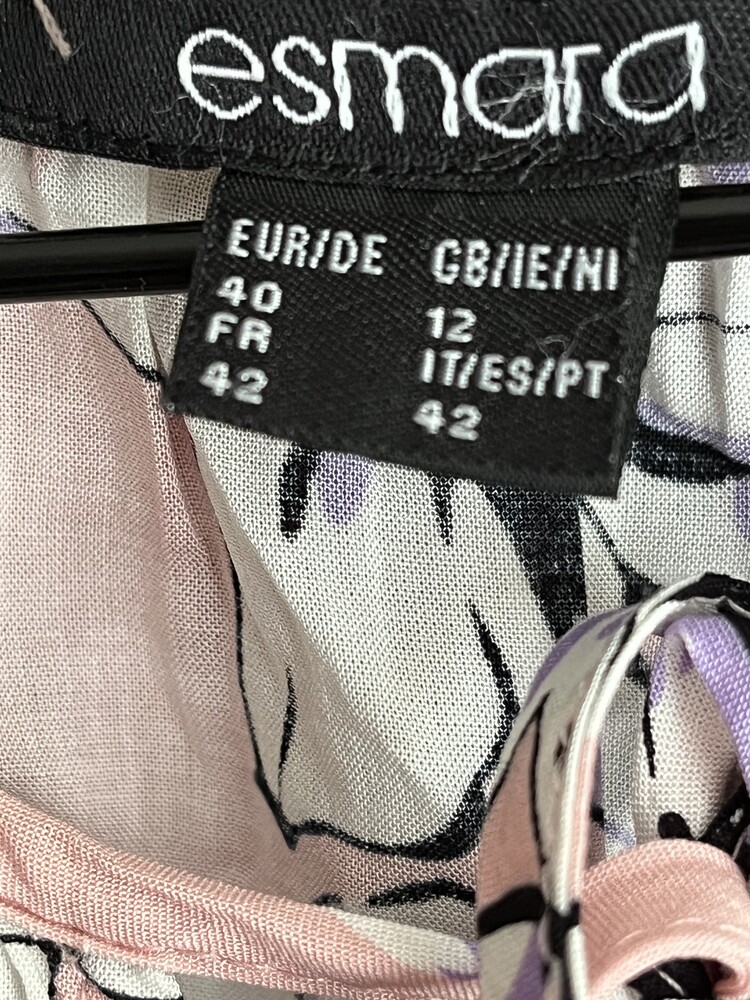 esmara
EUR/DE GB/IE/NI
40 12
FR IT/ES/PT
42 42